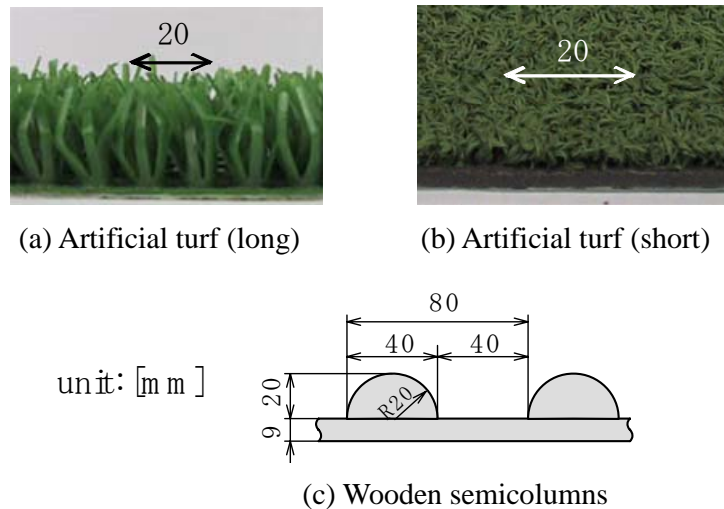 20
20
(a) Artificial turf (long)
(b) Artificial turf (short)
80
40 40
unit: [mm]
20
R20
9
(c) Wooden semicolumns